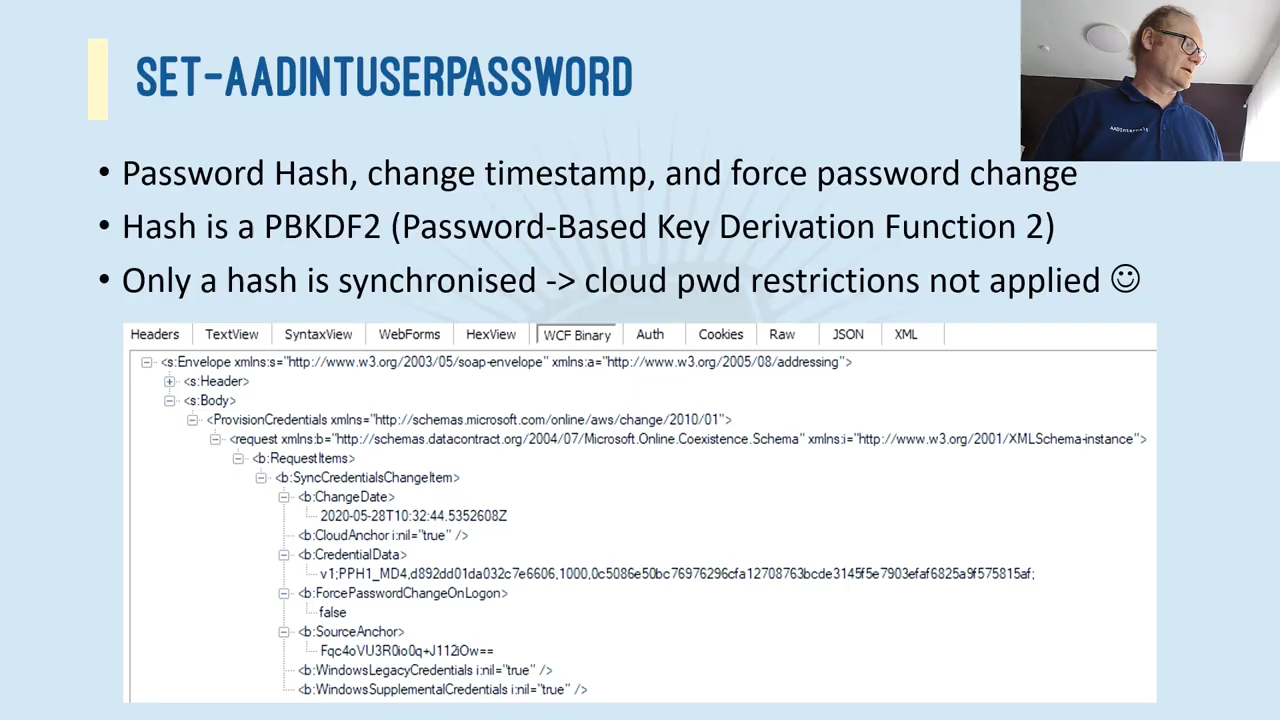 SET-AADINTUSERPASSWORD
AADInternals
• Password Hash, change timestamp, and force password change
• Hash is a PBKDF2 (Password-Based Key Derivation Function 2)
• Only a hash is synchronised -> cloud pwd restrictions not applied ☺
Headers TextView SyntaxView WebForms HexView WCF Binary Auth Cookies Raw JSON XML
<s:Envelope xmlns:s="http://www.w3.org/2003/05/soap-envelope" xmlns:a="http://www.w3.org/2005/08/addressing">
<s:Header>
<s:Body>
<ProvisionCredentials xmlns="http://schemas.microsoft.com/online/aws/change/2010/01">
<request xmlns:b="http://schemas.datacontract.org/2004/07/Microsoft.Online.Coexistence.Schema" xmlns:i="http://www.w3.org/2001/XMLSchema-instance">
<b:RequestItems>
<b:SyncCredentialsChangeItem>
<b:ChangeDate>
2020-05-28T10:32:44.5352608Z
<b:CloudAnchor i:nil="true" />
<b:CredentialData>
v1;PPH1_MD4,d892dd01da032c7e6606,1000,0c5086e50bc76976296cfa12708763bcde3145f5e7903efaf6825a9f575815af;
<b:ForcePasswordChangeOnLogon>
false
<b:SourceAnchor>
Fqc4oVU3R0io0q+J112iOw==
<b:WindowsLegacyCredentials i:nil="true" />
<b:WindowsSupplementalCredentials i:nil="true" />